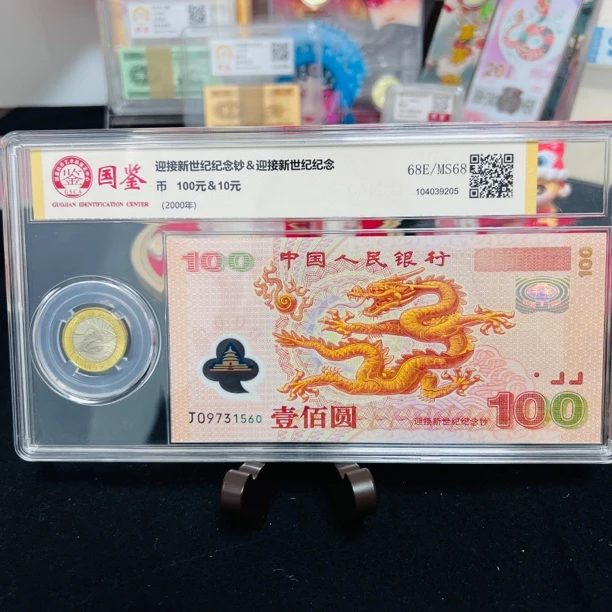 国鉴
GSCA
GUOJIAN IDENTIFICATION CENTER
迎接新世纪纪念钞&迎接新世纪纪念
币 100元&10元
(2000年)
68E/MS68
104039205
100
中国人民银行
100
J09731560
壹佰圆
迎接新世纪纪念钞
100